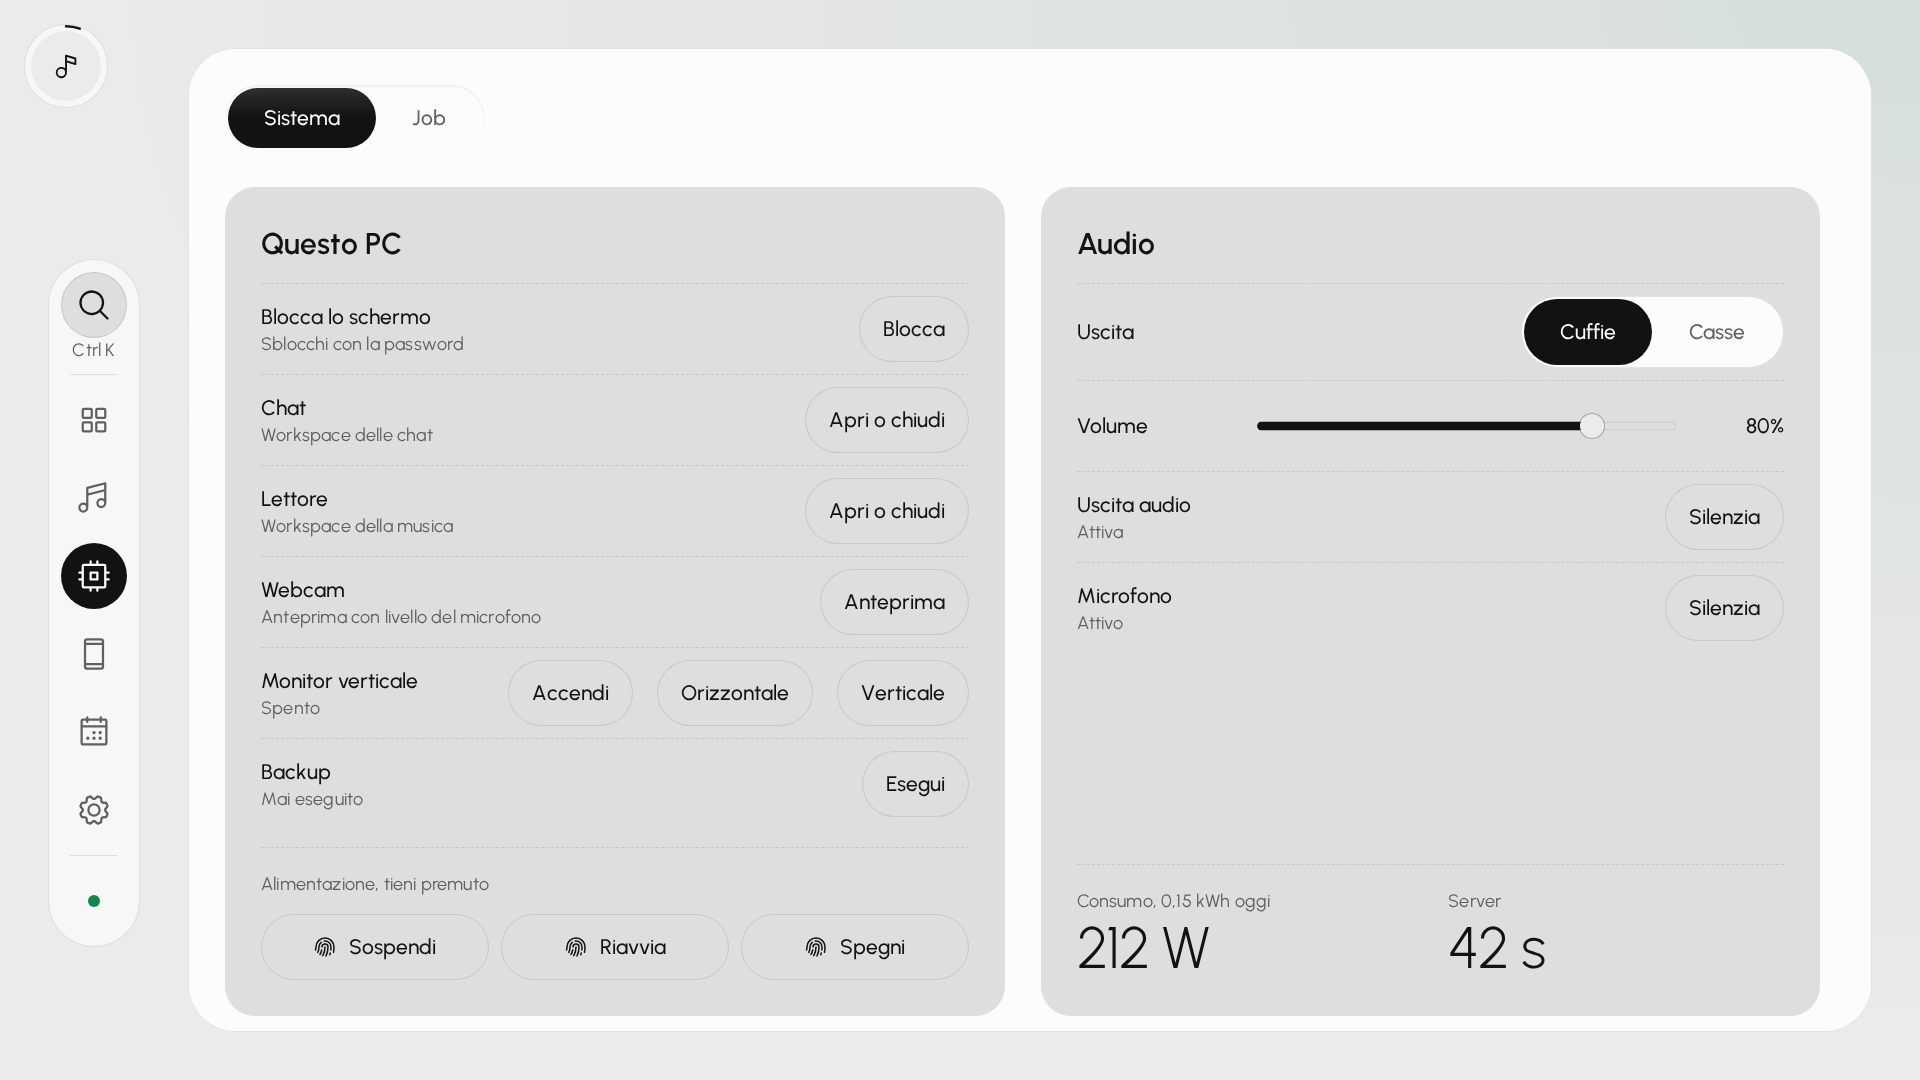 Sistema
Job
Ctrl K
Questo PC
Blocca lo schermo
Sblocchi con la password
Blocca
Chat
Workspace delle chat
Apri o chiudi
Lettore
Workspace della musica
Apri o chiudi
Webcam
Anteprima con livello del microfono
Anteprima
Monitor verticale
Spento
Accendi
Orizzontale
Verticale
Backup
Mai eseguito
Esegui
Alimentazione, tieni premuto
Sospendi
Riavvia
Spegni
Audio
Uscita
Cuffie
Casse
Volume
80%
Uscita audio
Attiva
Silenzia
Microfono
Attivo
Silenzia
Consumo, 0,15 kWh oggi
212 W
Server
42 s